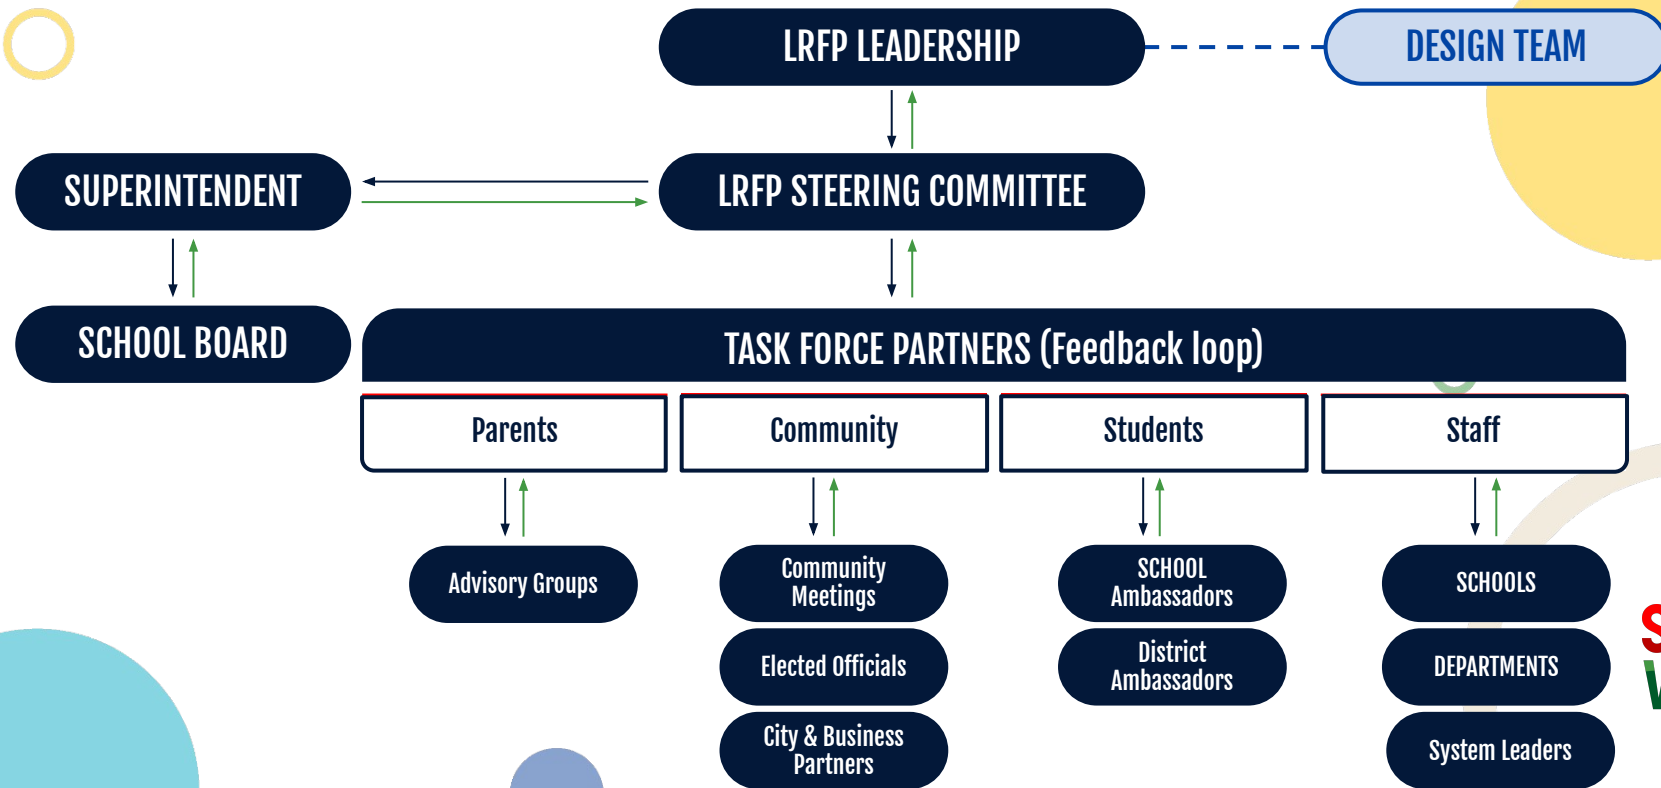 LRFP LEADERSHIP
DESIGN TEAM
SUPERINTENDENT
LRFP STEERING COMMITTEE
SCHOOL BOARD
TASK FORCE PARTNERS (Feedback loop)
Parents
Community
Students
Staff
Advisory Groups
Community
Meetings
Elected Officials
City & Business
Partners
SCHOOL
Ambassadors
District
Ambassadors
SCHOOLS
DEPARTMENTS
System Leaders